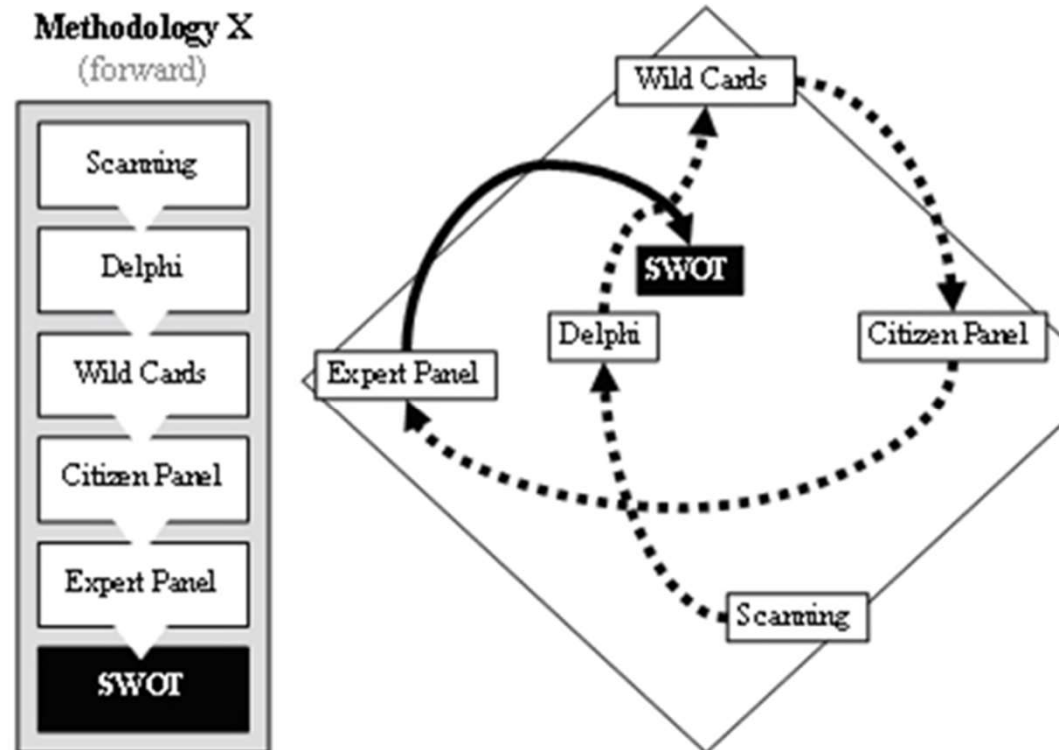 Methodology X
(forward)
Scanning
Delphi
Wild Cards
Citizen Panel
Expert Panel
SWOT
Wild Cards
SWOT
Delphi
Citizen Panel
Expert Panel
Scanning